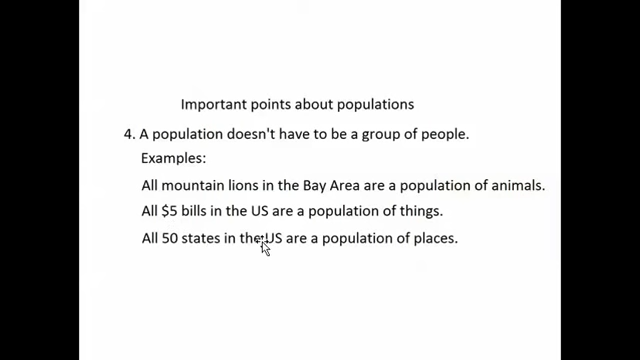 Important points about populations
4. A population doesn't have to be a group of people.
Examples:
All mountain lions in the Bay Area are a population of animals.
All $5 bills in the US are a population of things.
All 50 states in the US are a population of places.